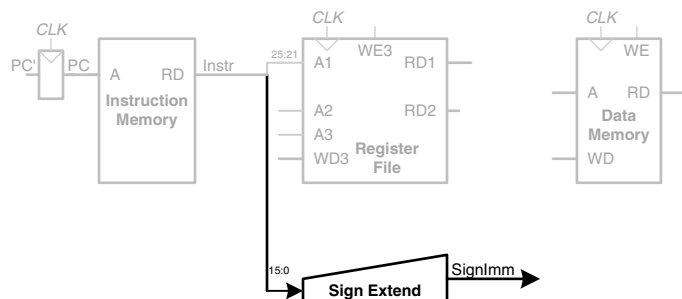 CLK CLK CLK
25:21
WE3 WE
PC' PC A RD Instr A1 RD1
Instruction
Memory
A2 RD2 A RD
A3 Data
Memory
WD3 Register
File
WD
15:0
SignImm
Sign Extend